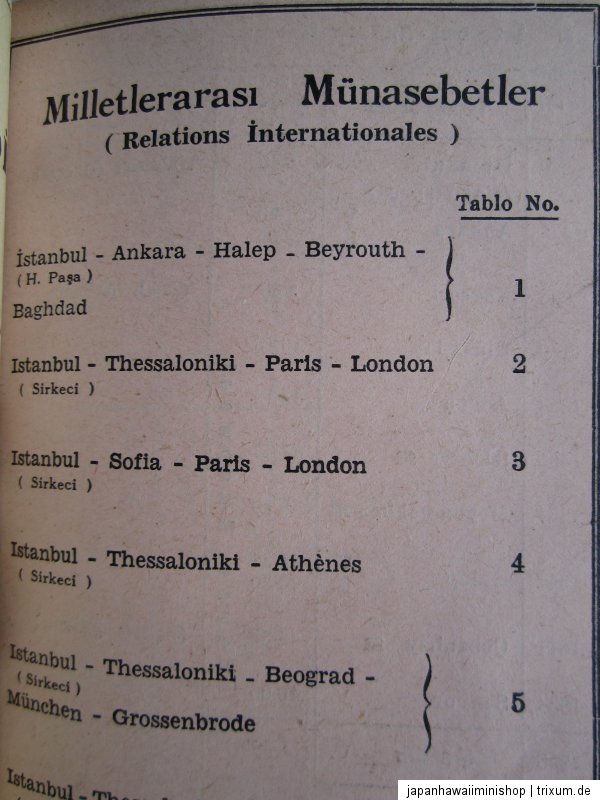 Milletlerarası Münasebetler
( Relations İnternationales )
Tablo No.
İstanbul - Ankara - Halep - Beyrouth -
( H. Paşa )
Baghdad
1
Istanbul - Thessaloniki - Paris - London 2
( Sirkeci )
Istanbul - Sofia - Paris - London 3
( Sirkeci )
Istanbul - Thessaloniki - Athènes 4
( Sirkeci )
Istanbul - Thessaloniki - Beograd -
( Sirkeci )
München - Grossenbrode
5
Istanbul -
japanhawaiiminishop | trixum.de